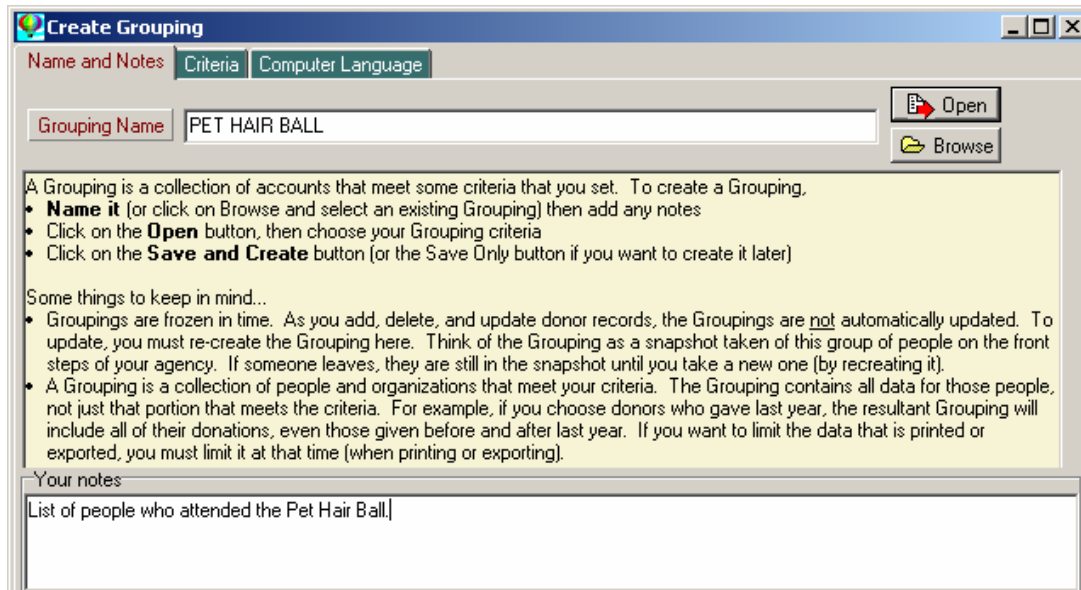 Create Grouping
Name and Notes Criteria Computer Language
Open
Grouping Name PET HAIR BALL
Browse
A Grouping is a collection of accounts that meet some criteria that you set. To create a Grouping,
• Name it (or click on Browse and select an existing Grouping) then add any notes
• Click on the Open button, then choose your Grouping criteria
• Click on the Save and Create button (or the Save Only button if you want to create it later)
Some things to keep in mind...
• Groupings are frozen in time. As you add, delete, and update donor records, the Groupings are not automatically updated. To
update, you must re-create the Grouping here. Think of the Grouping as a snapshot taken of this group of people on the front
steps of your agency. If someone leaves, they are still in the snapshot until you take a new one (by recreating it).
• A Grouping is a collection of people and organizations that meet your criteria. The Grouping contains all data for those people,
not just that portion that meets the criteria. For example, if you choose donors who gave last year, the resultant Grouping will
include all of their donations, even those given before and after last year. If you want to limit the data that is printed or
exported, you must limit it at that time (when printing or exporting).
Your notes
List of people who attended the Pet Hair Ball.